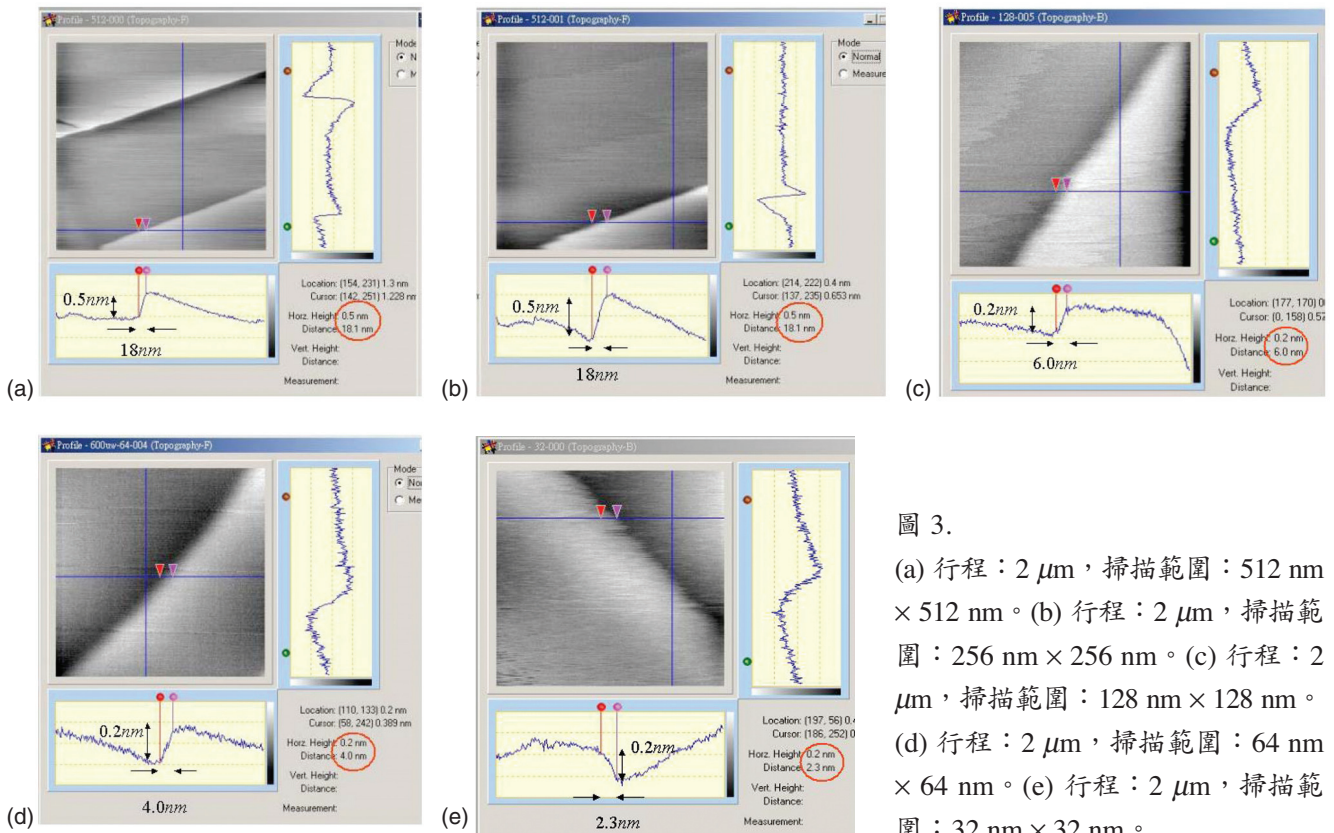 Profile - 512-000 (Topography-F)
Mode
0.5nm
18nm
Location: (154, 231) 1.3 nm
Cursor: (142, 251) 1.228 nm
Horz. Height: 0.5 nm
Distance: 18.1 nm
Vert. Height:
Distance:
Measurement:
(a)
Profile - 512-001 (Topography-F)
Mode
Normal
Measure
0.5nm
18nm
Location: (214, 222) 0.4 nm
Cursor: (137, 235) 0.653 nm
Horz. Height: 0.5 nm
Distance: 18.1 nm
Vert. Height:
Distance:
Measurement:
(b)
Profile - 128-005 (Topography-B)
0.2nm
6.0nm
Location: (177, 170)
Cursor: (0, 158)
Horz. Height: 0.2 nm
Distance: 6.0 nm
Vert. Height:
Distance:
(c)
Profile - 600uv-64-004 (Topography-F)
Mode
0.2nm
4.0nm
Location: (110, 133) 0.2 nm
Cursor: (58, 242) 0.389 nm
Horz. Height: 0.2 nm
Distance: 4.0 nm
Vert. Height:
Distance:
Measurement:
(d)
Profile - 32-000 (Topography-B)
0.2nm
2.3nm
Location: (197, 56)
Cursor: (186, 252)
Horz. Height: 0.2 nm
Distance: 2.3 nm
Vert. Height:
Distance:
Measurement:
(e)
圖 3.
(a) 行程：2 μm，掃描範圍：512 nm
× 512 nm。(b) 行程：2 μm，掃描範
圍：256 nm × 256 nm。(c) 行程：2
μm，掃描範圍：128 nm × 128 nm。
(d) 行程：2 μm，掃描範圍：64 nm
× 64 nm。(e) 行程：2 μm，掃描範
圍：32 nm × 32 nm。